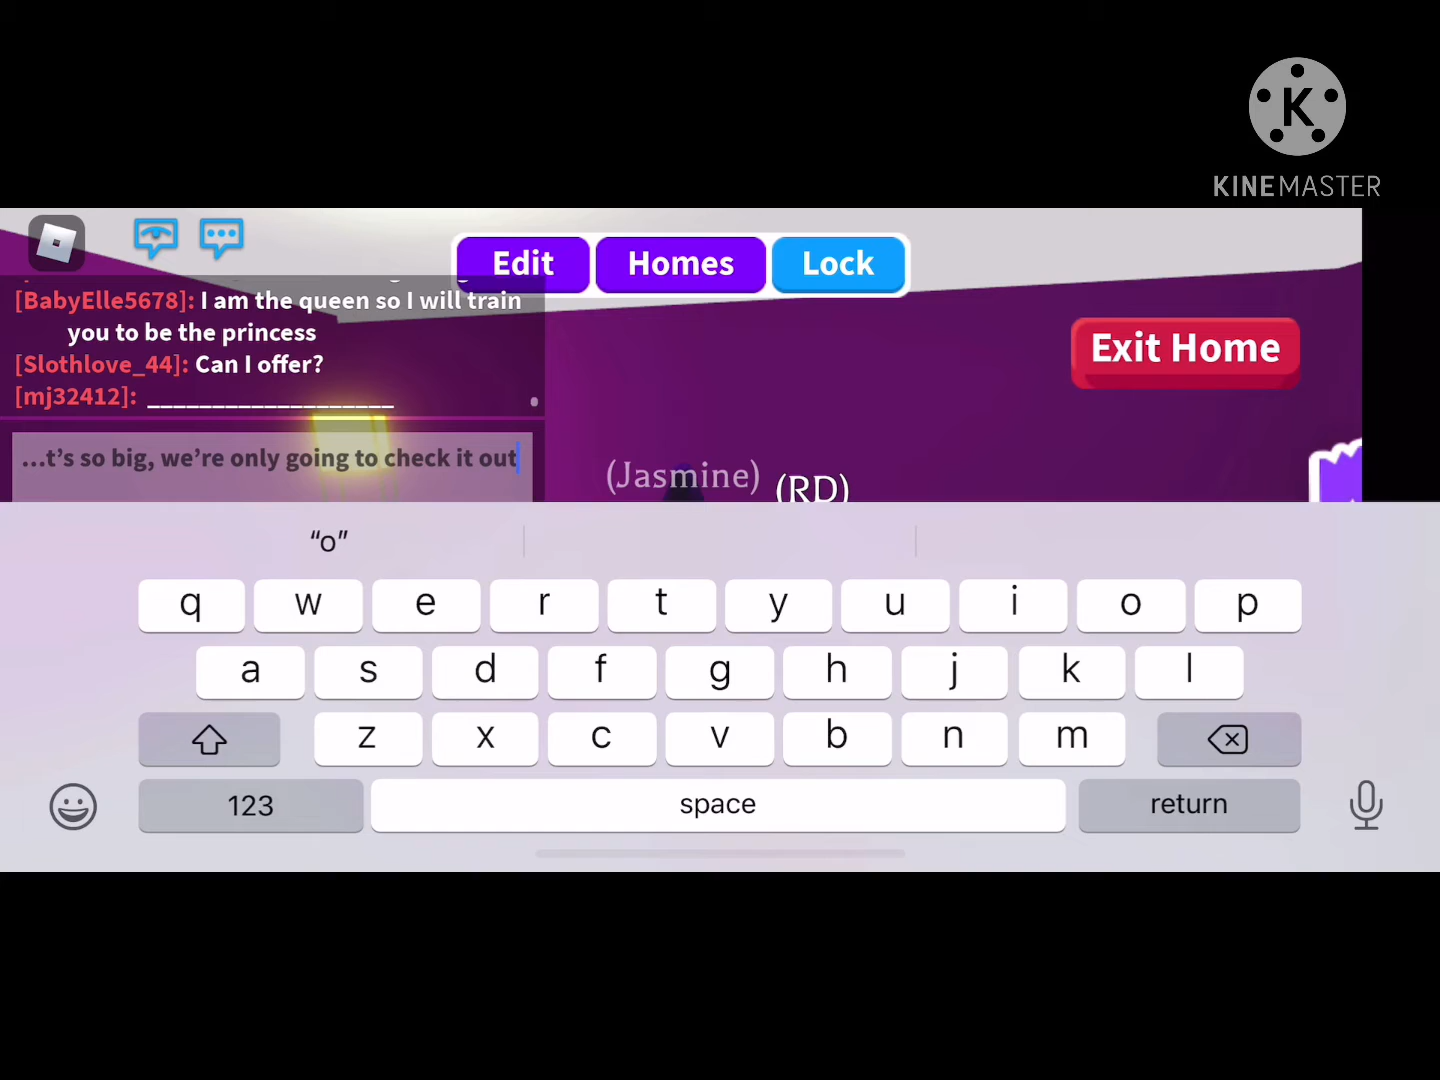 K
KINEMASTER
Edit Homes Lock
[BabyElle5678]: I am the queen so I will train
you to be the princess
[Slothlove_44]: Can I offer?
[mj32412]: ___________________
Exit Home
...t’s so big, we’re only going to check it out
(Jasmine) (RD)
“o”
q w e r t y u i o p
a s d f g h j k l
z x c v b n m
123 space return